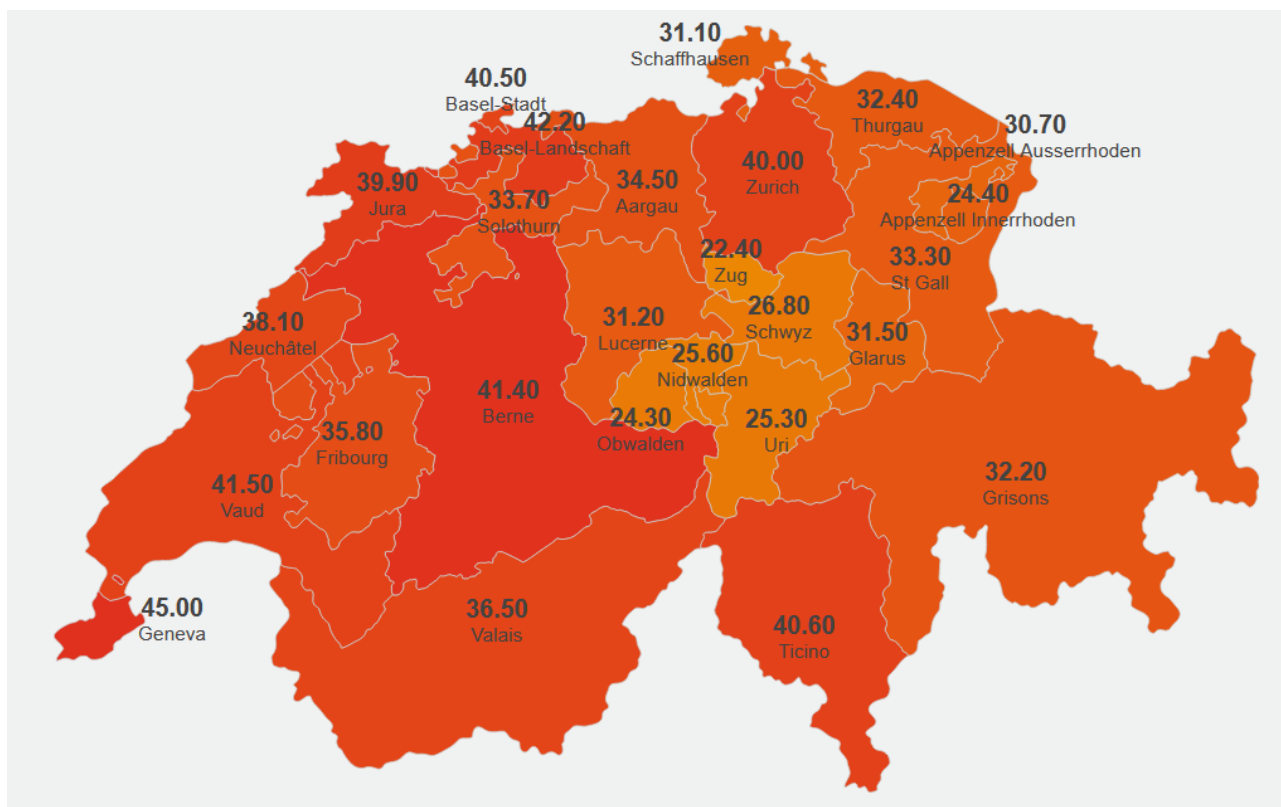 31.10
Schaffhausen
40.50
Basel-Stadt
42.20
Basel-Landschaft
32.40
Thurgau
30.70
Appenzell Ausserrhoden
39.90
Jura
33.70
Solothurn
34.50
Aargau
40.00
Zurich
24.40
Appenzell Innerrhoden
22.40
Zug
33.30
St Gall
38.10
Neuchâtel
31.20
Lucerne
26.80
Schwyz
31.50
Glarus
25.60
Nidwalden
41.40
Berne
35.80
Fribourg
24.30
Obwalden
25.30
Uri
41.50
Vaud
32.20
Grisons
45.00
Geneva
36.50
Valais
40.60
Ticino